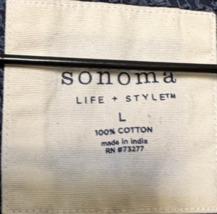 sonoma
LIFE + STYLE™
L
100% COTTON
made in india
RN #73277